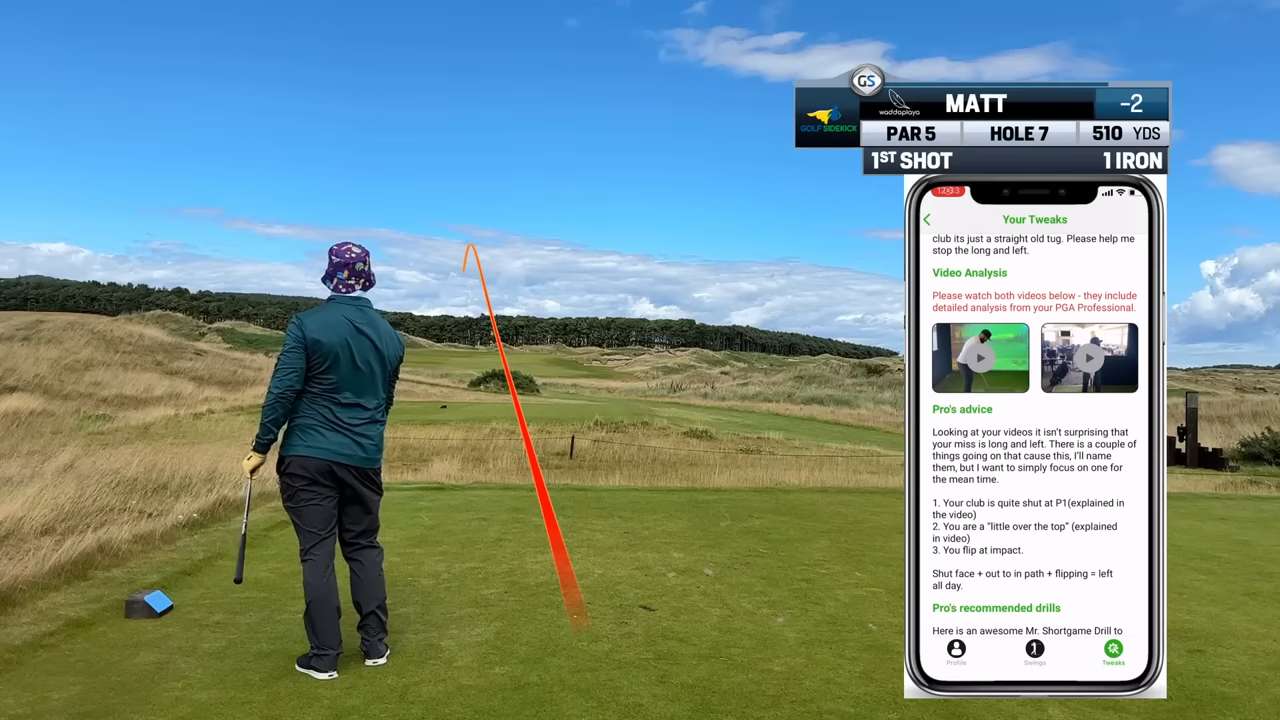 GS
waddaplaya
MATT
-2
GOLF SIDEKICK
PAR 5
HOLE 7
510 YDS
1ST SHOT
1 IRON
Your Tweaks
club its just a straight old tug. Please help me
stop the long and left.
Video Analysis
Please watch both videos below - they include
detailed analysis from your PGA Professional.
Pro's advice
Looking at your videos it isn't surprising that
your miss is long and left. There is a couple of
things going on that cause this, I'll name
them, but I want to simply focus on one for
the mean time.
1. Your club is quite shut at P1(explained in
the video)
2. You are a "little over the top" (explained
in video)
3. You flip at impact.
Shut face + out to in path + flipping = left
all day.
Pro's recommended drills
Here is an awesome Mr. Shortgame Drill to
Profile
Swings
Tweaks